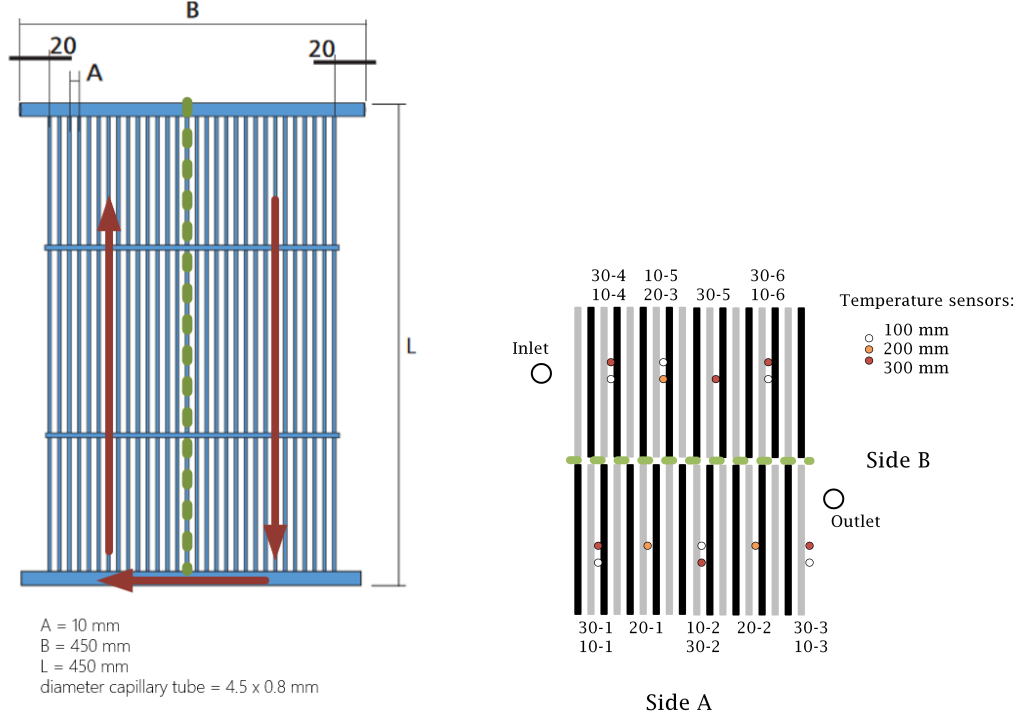 B
20
20
A
L
A = 10 mm
B = 450 mm
L = 450 mm
diameter capillary tube = 4.5 x 0.8 mm
30-4 10-5 30-6
10-4 20-3 30-5 10-6
Temperature sensors:
100 mm
200 mm
300 mm
Inlet
Side B
Outlet
30-1 20-1 10-2 20-2 30-3
10-1 30-2 10-3
Side A